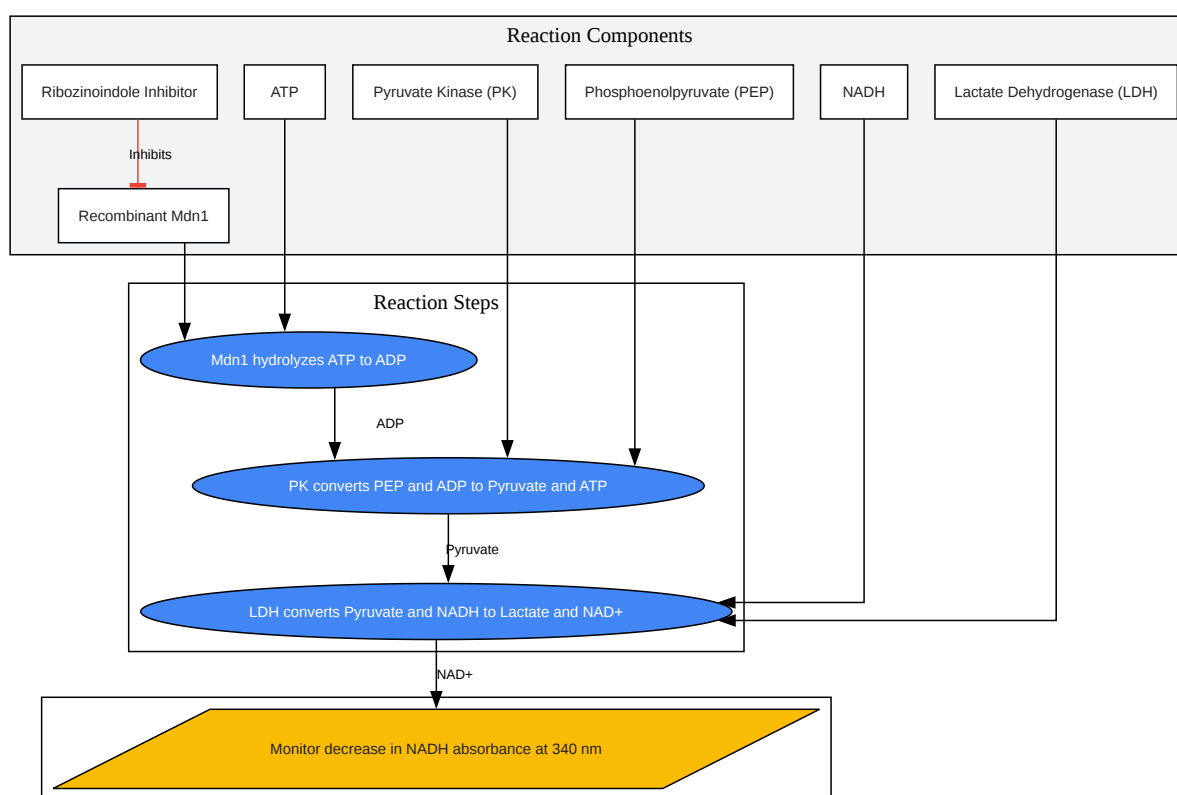 Reaction Components
Ribozinoindole Inhibitor
ATP
Pyruvate Kinase (PK)
Phosphoenolpyruvate (PEP)
NADH
Lactate Dehydrogenase (LDH)
Inhibits
Recombinant Mdn1
Reaction Steps
Mdn1 hydrolyzes ATP to ADP
ADP
PK converts PEP and ADP to Pyruvate and ATP
Pyruvate
LDH converts Pyruvate and NADH to Lactate and NAD+
NAD+
Monitor decrease in NADH absorbance at 340 nm